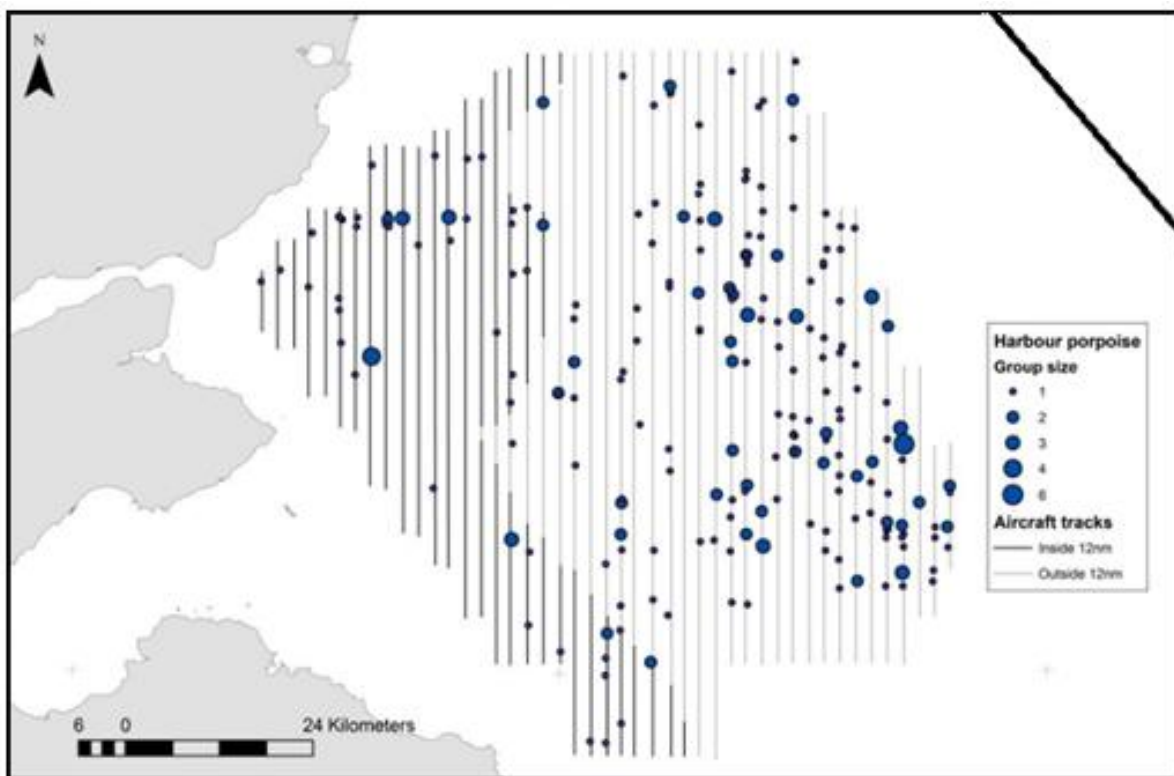 N
Harbour porpoise
Group size
1
2
3
4
6
Aircraft tracks
Inside 12nm
Outside 12nm
6 0 24 Kilometers